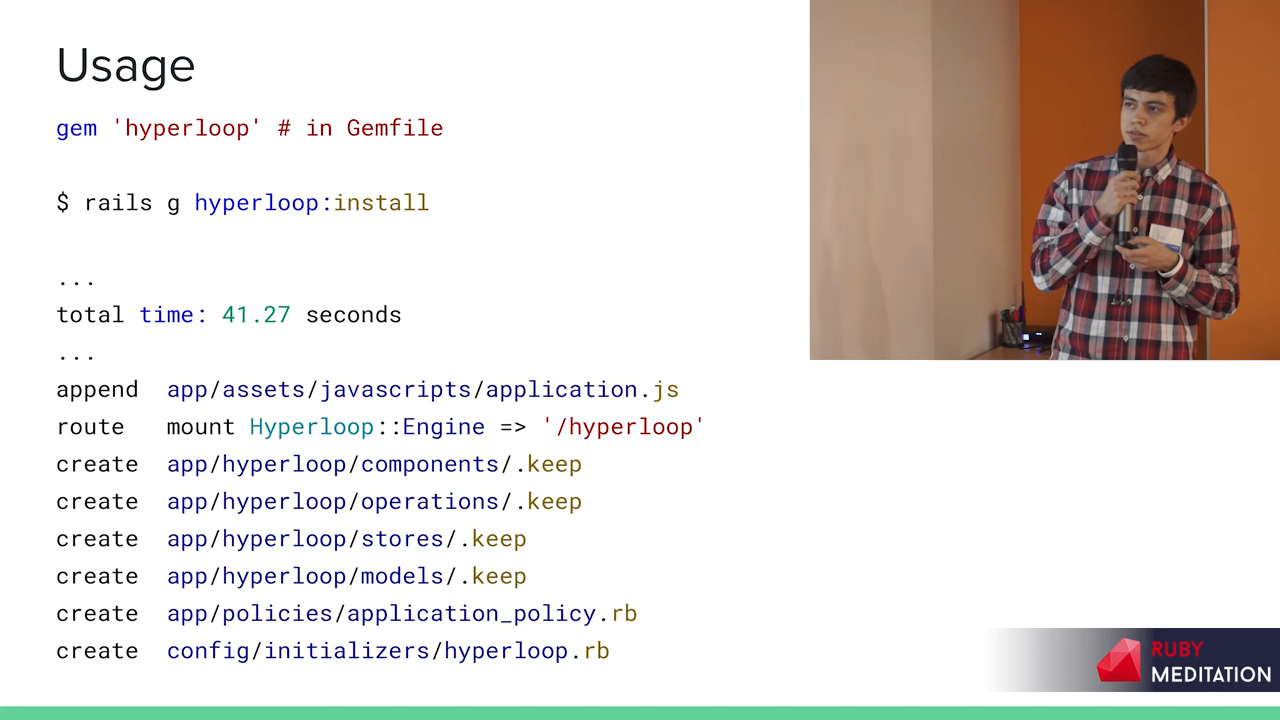 Usage
gem 'hyperloop' # in Gemfile
$ rails g hyperloop:install
...
total time: 41.27 seconds
...
append app/assets/javascripts/application.js
route mount Hyperloop::Engine => '/hyperloop'
create app/hyperloop/components/.keep
create app/hyperloop/operations/.keep
create app/hyperloop/stores/.keep
create app/hyperloop/models/.keep
create app/policies/application_policy.rb
create config/initializers/hyperloop.rb
RUBY
MEDITATION